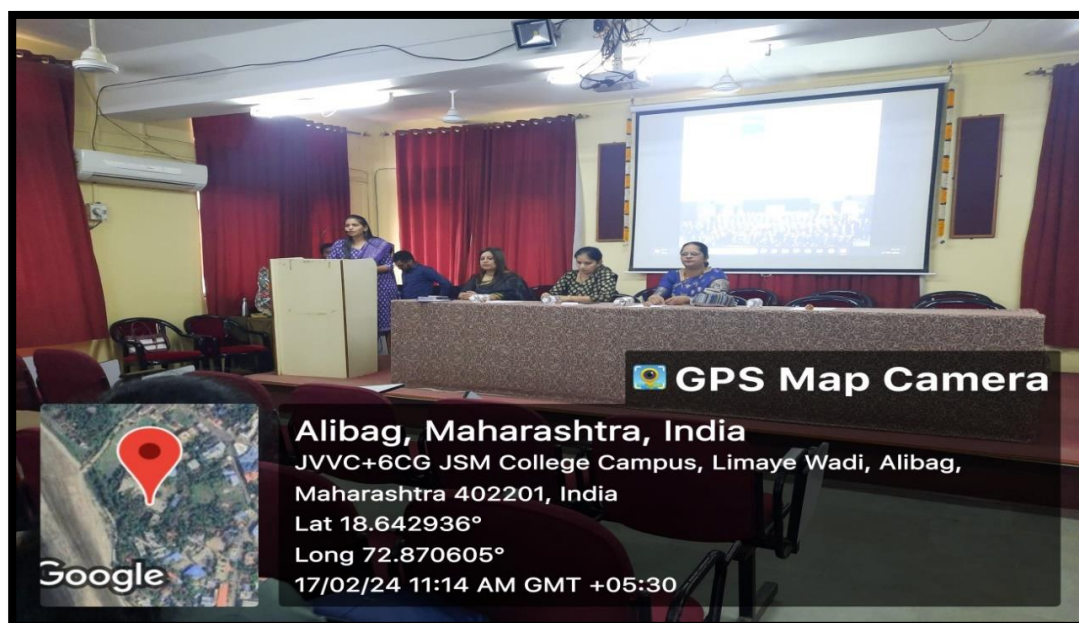 GPS Map Camera
Alibag, Maharashtra, India
JVVC+6CG JSM College Campus, Limaye Wadi, Alibag,
Maharashtra 402201, India
Lat 18.642936°
Long 72.870605°
17/02/24 11:14 AM GMT +05:30
Google